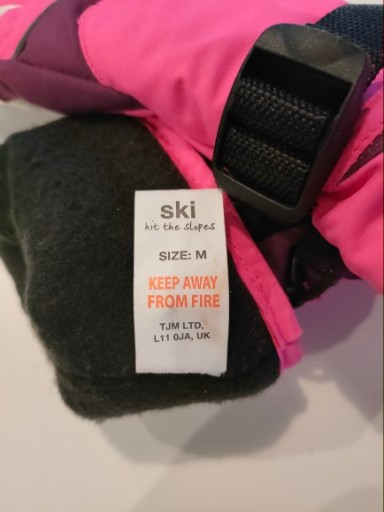 ski
hit the slopes
SIZE: M
KEEP AWAY
FROM FIRE
TJM LTD,
L11 0JA, UK